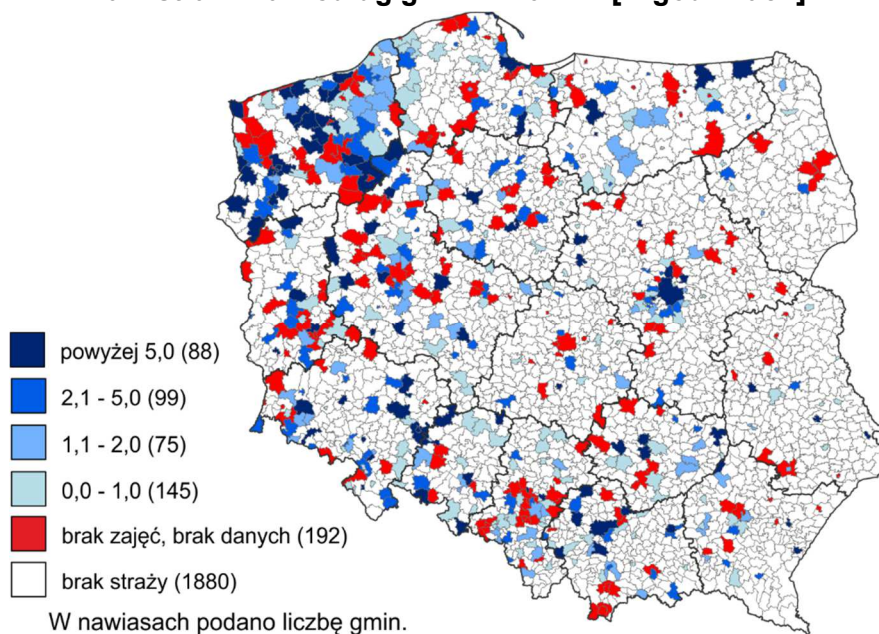 powyżej 5,0 (88)
2,1 - 5,0 (99)
1,1 - 2,0 (75)
0,0 - 1,0 (145)
brak zajęć, brak danych (192)
brak straży (1880)
W nawiasach podano liczbę gmin.